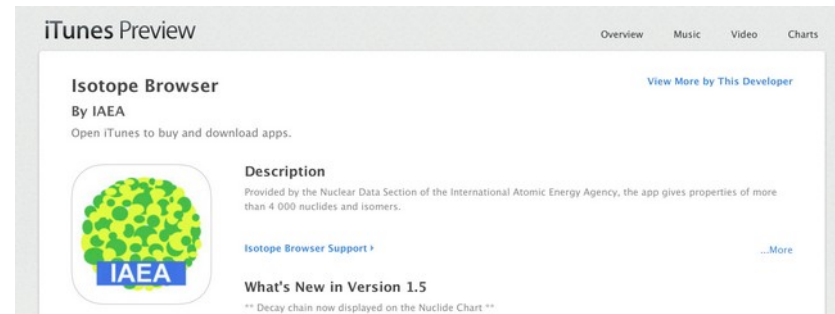 iTunes Preview
Overview Music Video Charts
Isotope Browser
View More by This Developer
By IAEA
Open iTunes to buy and download apps.
Description
Provided by the Nuclear Data Section of the International Atomic Energy Agency, the app gives properties of more
than 4 000 nuclides and isomers.
Isotope Browser Support ▸
...More
IAEA
What's New in Version 1.5
** Decay chain now displayed on the Nuclide Chart **